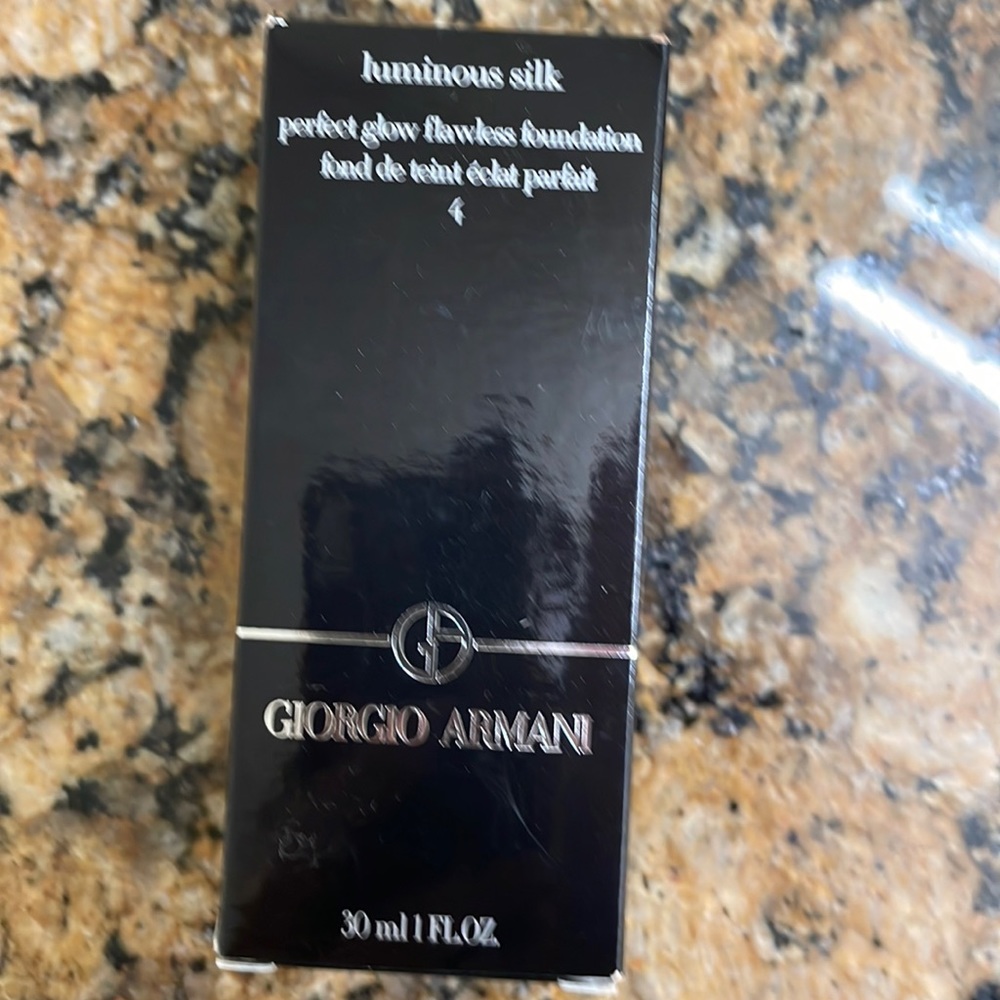 luminous silk
perfect glow flawless foundation
fond de teint éclat parfait
4
GIORGIO ARMANI
30 ml 1 FL.OZ.